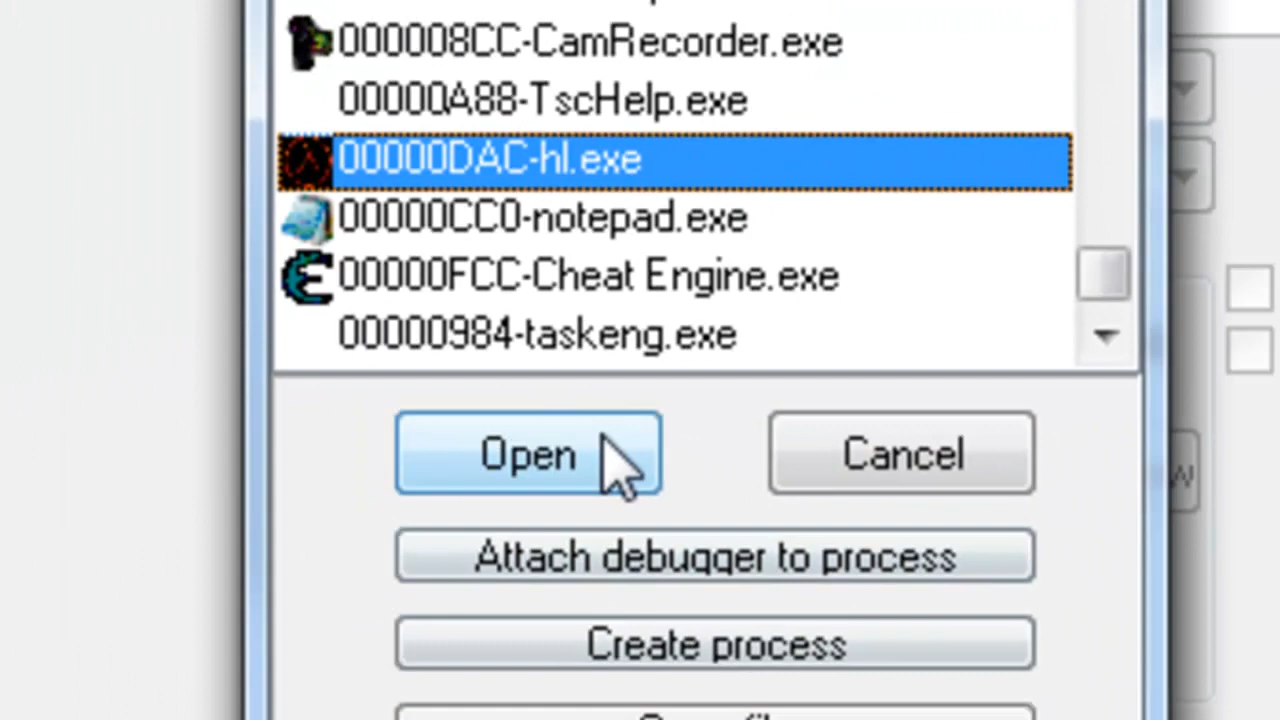 000008CC-CamRecorder.exe
00000A88-TscHelp.exe
00000DAC-hl.exe
00000CC0-notepad.exe
00000FCC-Cheat Engine.exe
00000984-taskeng.exe
Open
Cancel
Attach debugger to process
Create process